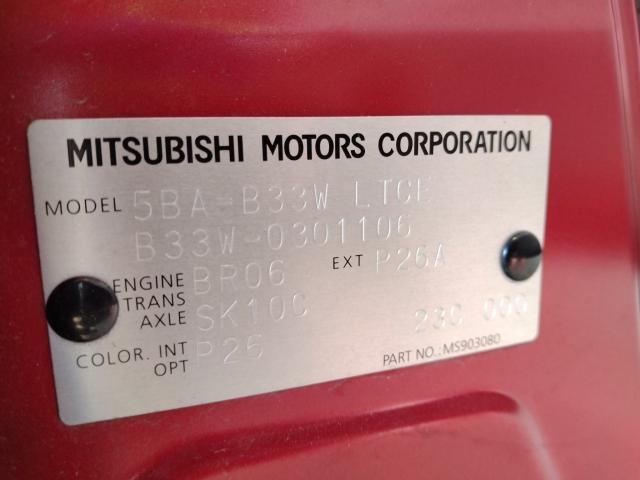 MITSUBISHI MOTORS CORPORATION
MODEL 5BA-B33W LTCE
B33W-0301106
ENGINE BR06 EXT P26A
TRANS
AXLE SK10C 23C 000
COLOR. INT P26
OPT PART NO.: MS903080